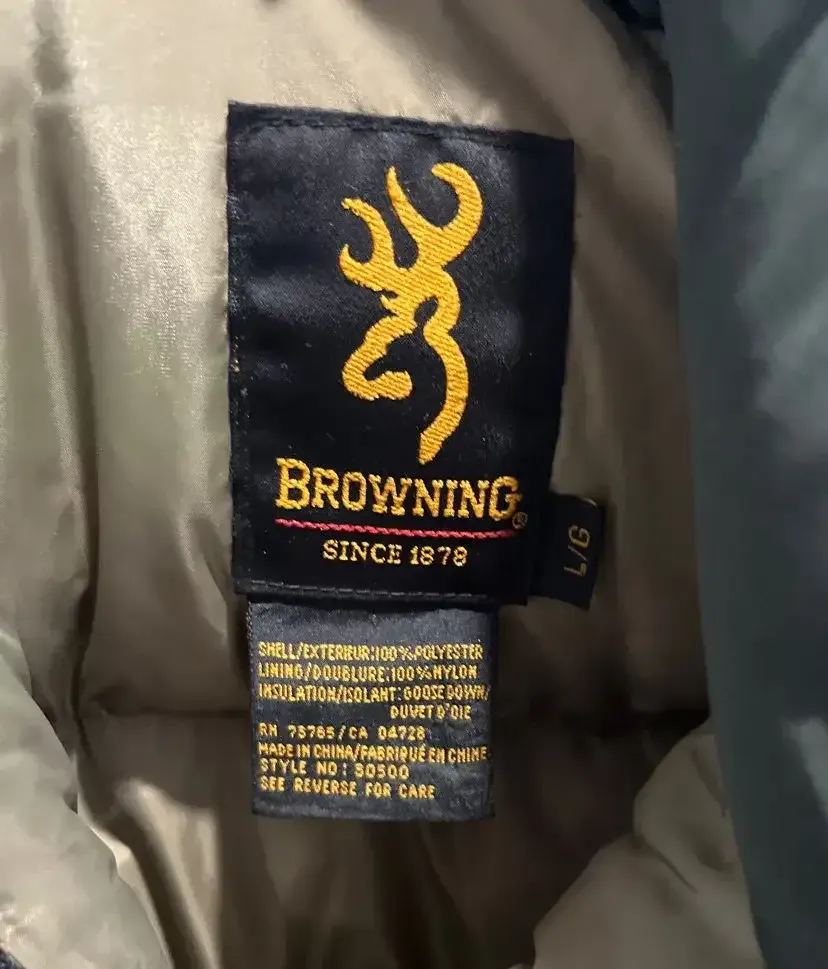 BROWNING®
SINCE 1878
L/G
SHELL/EXTERIEUR:100%POLYESTER
LINING/DOUBLURE:100%NYLON
INSULATION/ISOLANT:GOOSE DOWN/
DUVET D'OIE
RN 73765/CA 04728
MADE IN CHINA/FABRIQUÉ EN CHINE
STYLE NO: 30500
SEE REVERSE FOR CARE